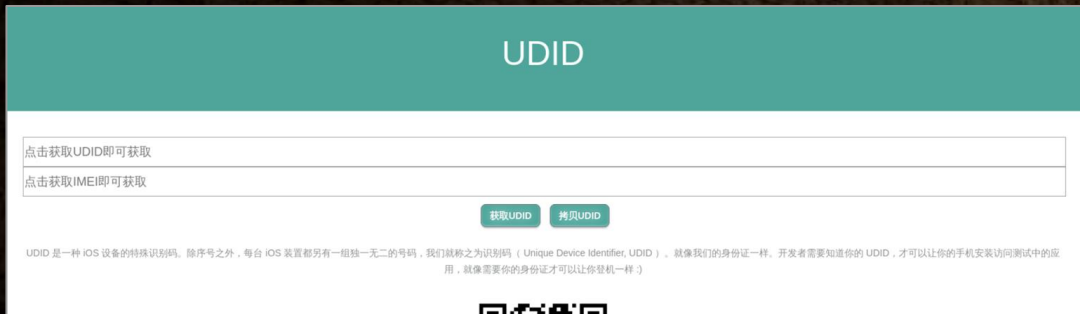 UDID
点击获取UDID即可获取
点击获取IMEI即可获取
获取UDID 拷贝UDID
UDID 是一种 iOS 设备的特殊识别码。除序号之外，每台 iOS 装置都另有一组独一无二的号码，我们就称之为识别码（ Unique Device Identifier, UDID ）。就像我们的身份证一样。开发者需要知道你的 UDID，才可以让你的手机安装访问测试中的应
用，就像需要你的身份证才可以让你登机一样 :)